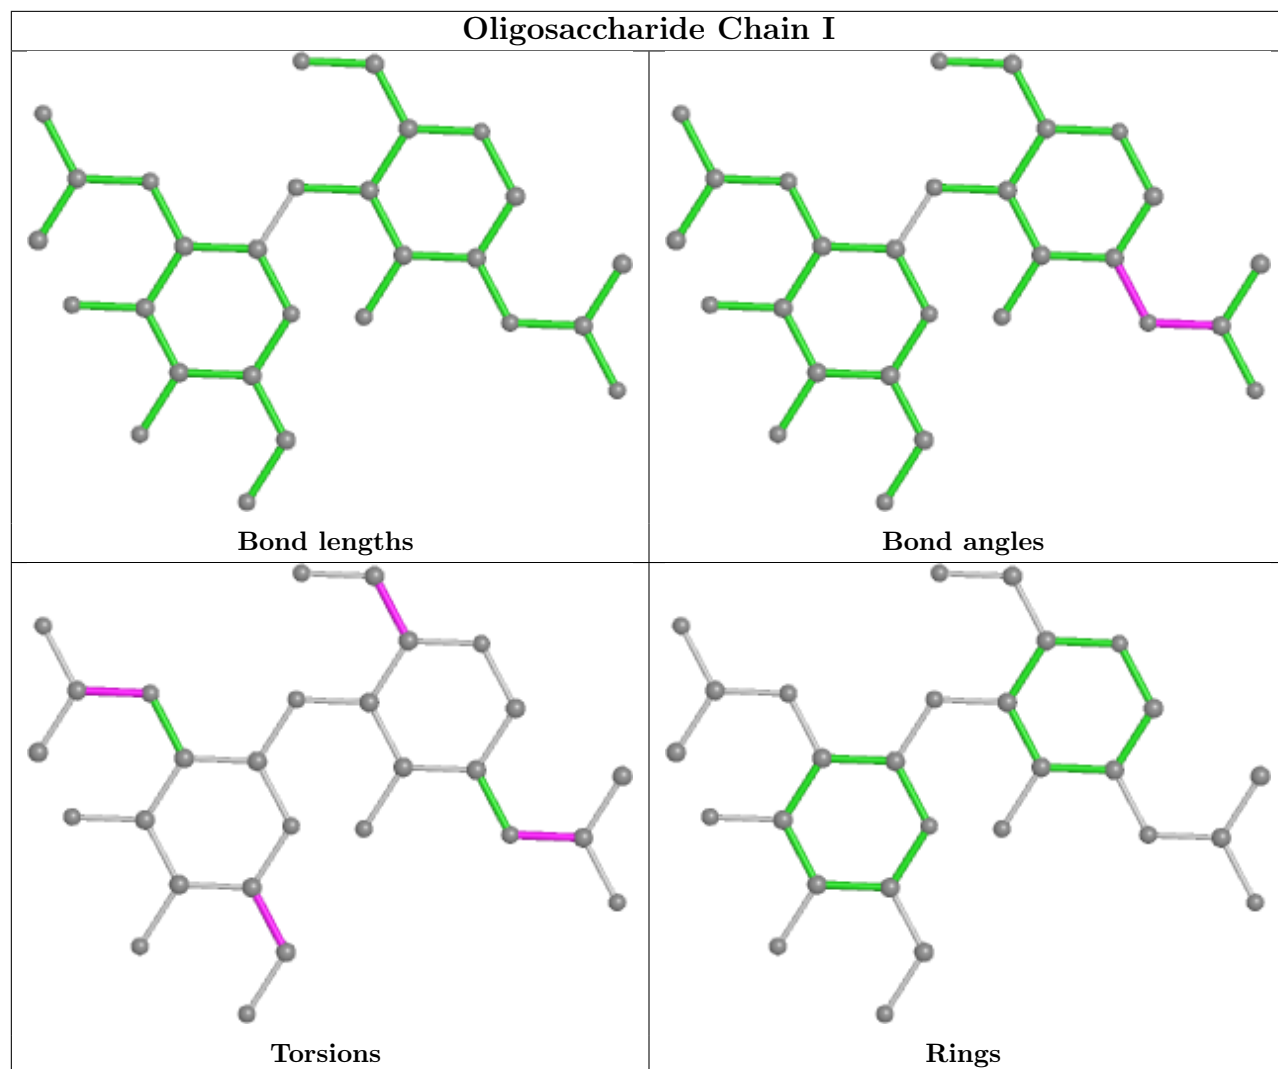 Oligosaccharide Chain I
Bond lengths
Bond angles
Torsions
Rings